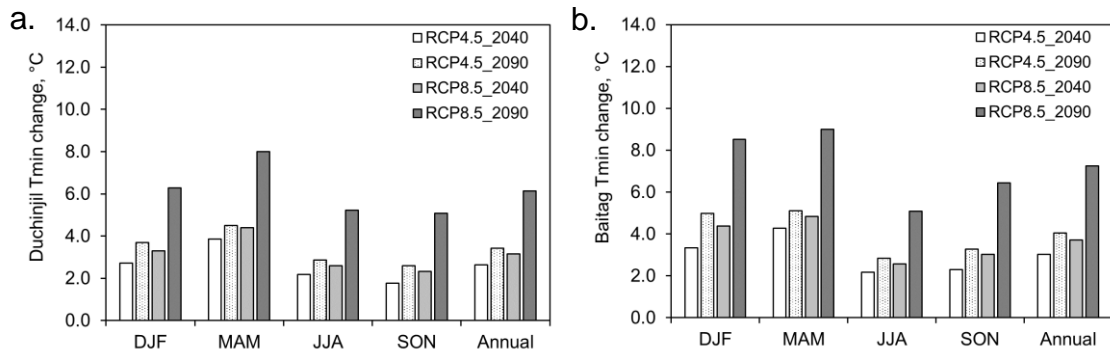 a.
Duchinjil Tmin change, °C
14.0
12.0
10.0
8.0
6.0
4.0
2.0
0.0
RCP4.5_2040
RCP4.5_2090
RCP8.5_2040
RCP8.5_2090
DJF MAM JJA SON Annual
b.
Baitag Tmin change, °C
14.0
12.0
10.0
8.0
6.0
4.0
2.0
0.0
RCP4.5_2040
RCP4.5_2090
RCP8.5_2040
RCP8.5_2090
DJF MAM JJA SON Annual